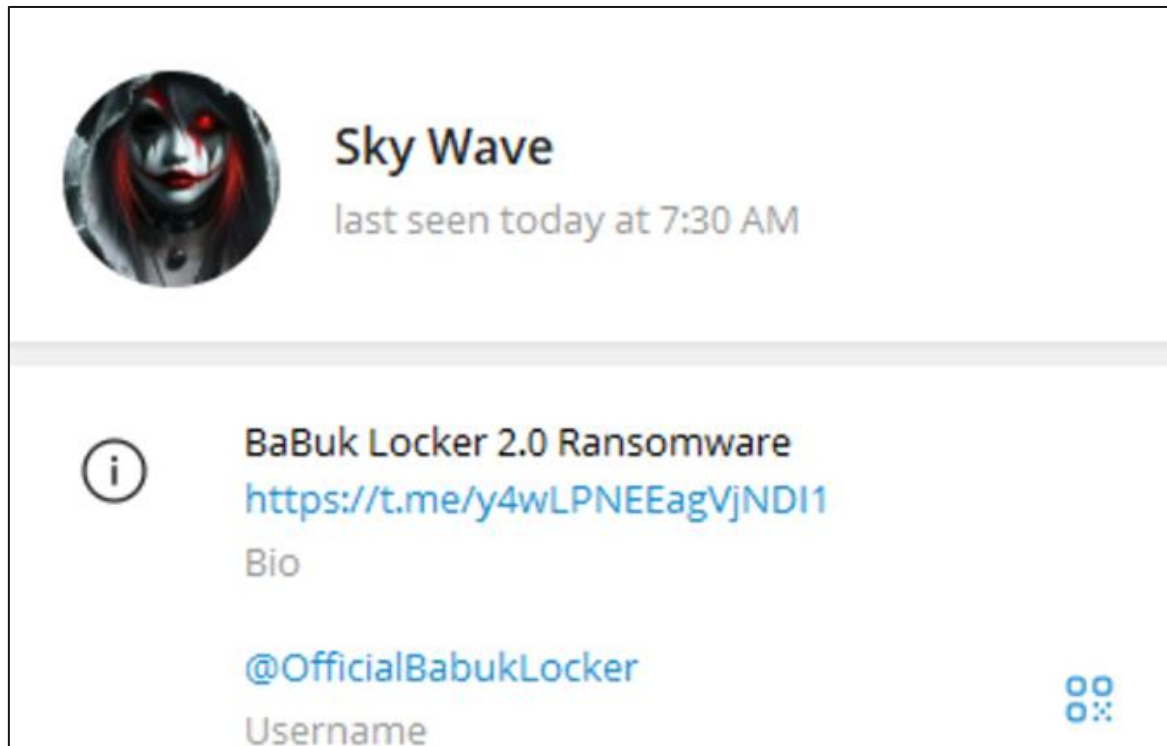 Sky Wave
last seen today at 7:30 AM
BaBuk Locker 2.0 Ransomware
https://t.me/y4wLPNEEagVjNDI1
Bio
@OfficialBabukLocker
Username